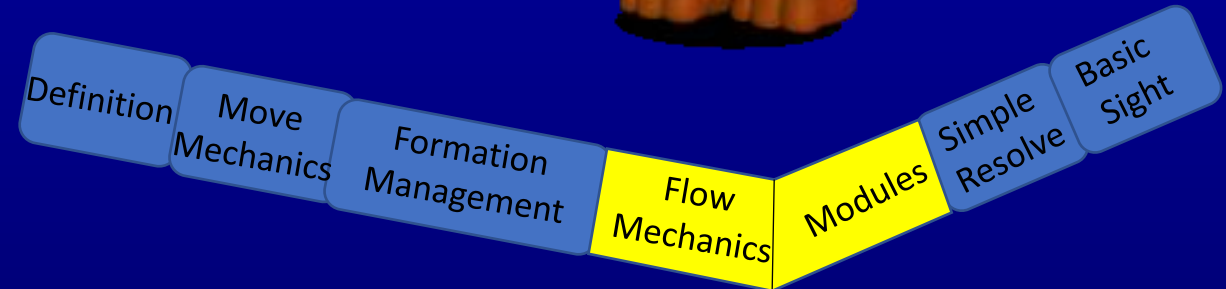 Definition
Move
Mechanics
Formation
Management
Flow
Mechanics
Modules
Simple
Resolve
Basic
Sight